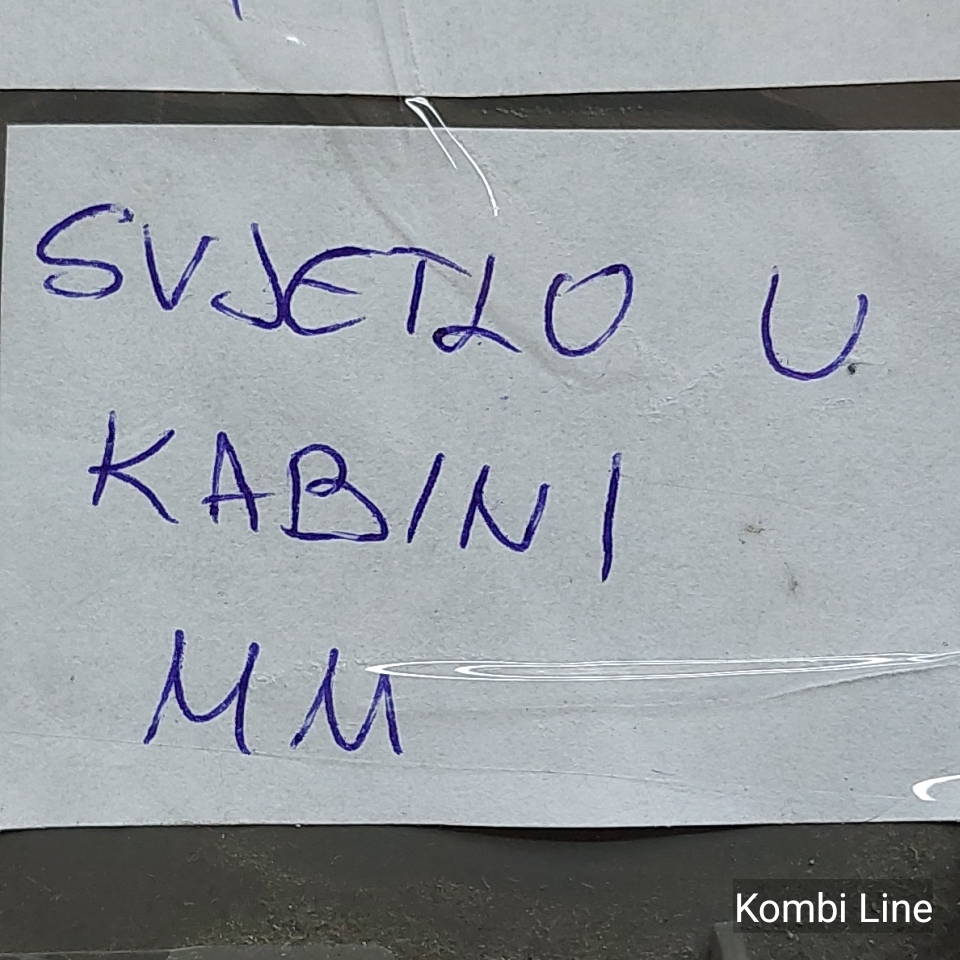 SVJETLO U
KABINI
MM
Kombi Line